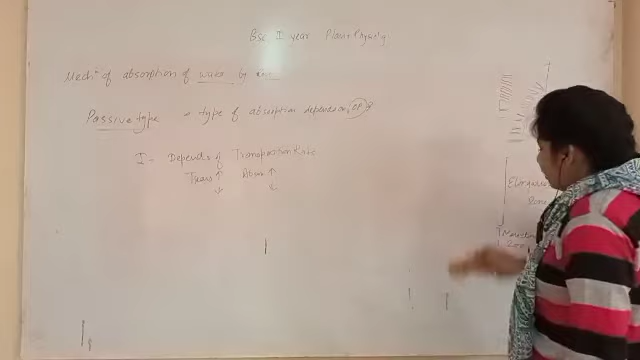 Bsc I year Plant Physiology
Mechⁿ of absorption of water by
Passive type = type of absorption depends on
I - Depends of Transpiration Rate
Trans ↑ Absor ↑
↓ ↓
Elongation
Zone